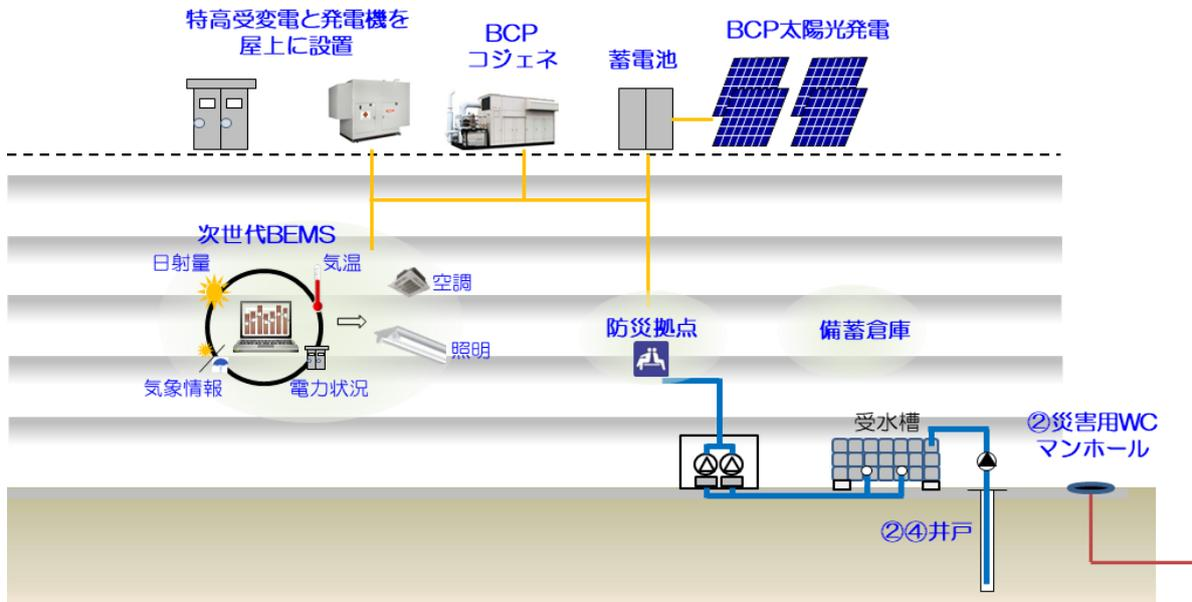 特高受変電と発電機を
屋上に設置
BCP
コジェネ
蓄電池
BCP太陽光発電
次世代BEMS
日射量
気温
空調
照明
気象情報
電力状況
防災拠点
備蓄倉庫
受水槽
②災害用WC
マンホール
②④井戸